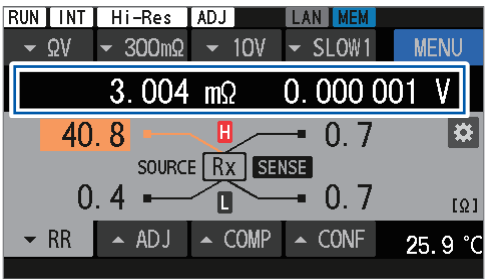 RUN INT Hi-Res ADJ LAN MEM
ΩV 300mΩ 10V SLOW1 MENU
3.004 mΩ 0.000 001 V
40.8 H 0.7
SOURCE Rx SENSE
0.4 L 0.7 [Ω]
RR ADJ COMP CONF 25.9 °C